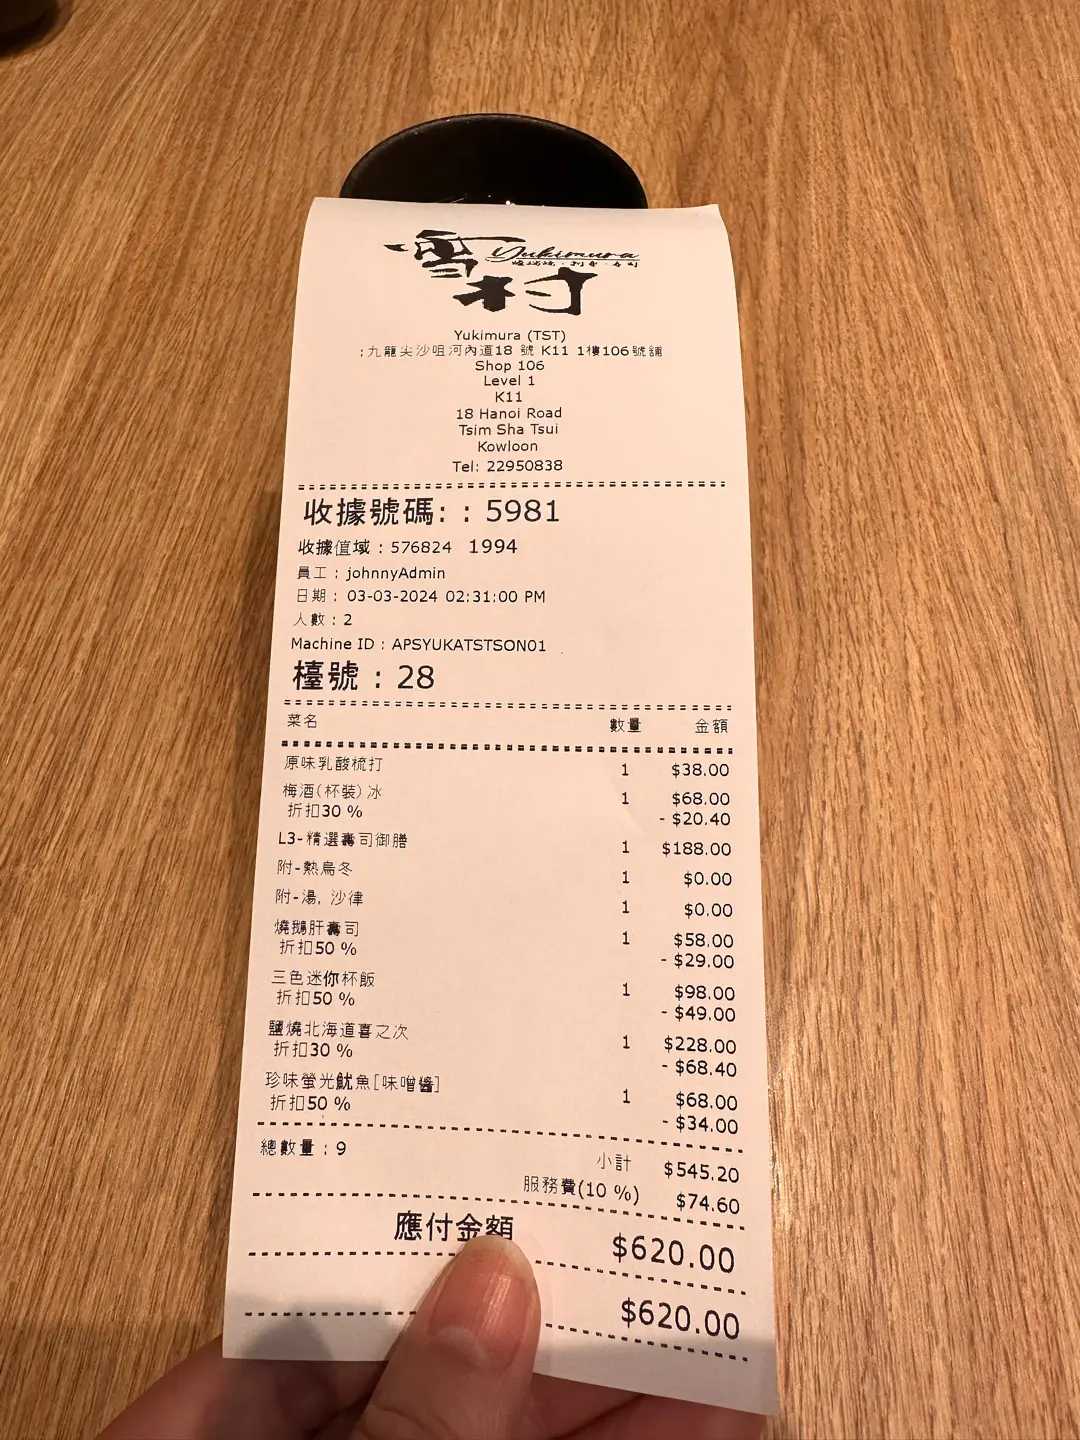 雪村
Yukimura
Yukimura (TST)
:九龍尖沙咀河內道18 號 K11 1樓106號舖
Shop 106
Level 1
K11
18 Hanoi Road
Tsim Sha Tsui
Kowloon
Tel: 22950838
收據號碼: : 5981
收據值域 : 576824 1994
員工 : johnnyAdmin
日期 : 03-03-2024 02:31:00 PM
人數 : 2
Machine ID : APSYUKATSTSON01
檯號 : 28
菜名 數量 金額
原味乳酸梳打 1 $38.00
梅酒(杯裝) 冰 1 $68.00
折扣30 % - $20.40
L3-精選壽司御膳 1 $188.00
附-熱烏冬 1 $0.00
附-湯, 沙律 1 $0.00
燒鵝肝壽司 1 $58.00
折扣50 % - $29.00
三色迷你杯飯 1 $98.00
折扣50 % - $49.00
鹽燒北海道喜之次 1 $228.00
折扣30 % - $68.40
珍味螢光魷魚[味噌醬] 1 $68.00
折扣50 % - $34.00
總數量 : 9
小計 $545.20
服務費(10 %) $74.60
應付金額 $620.00
$620.00